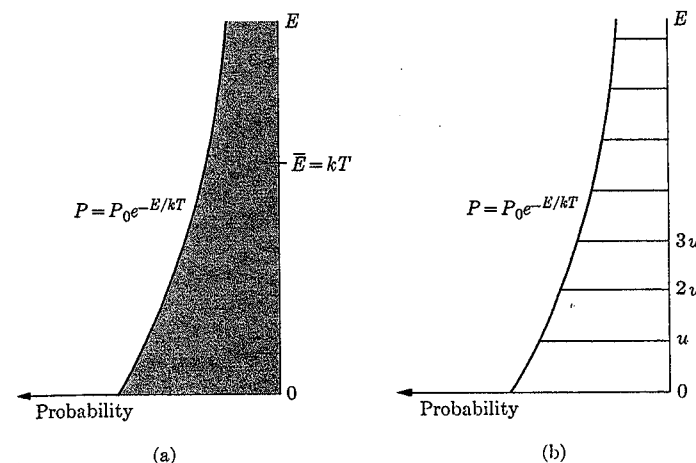 E
Ē = kT
P = P₀e^−E/kT
0
Probability
(a)
E
P = P₀e^−E/kT
3u
2u
u
0
Probability
(b)